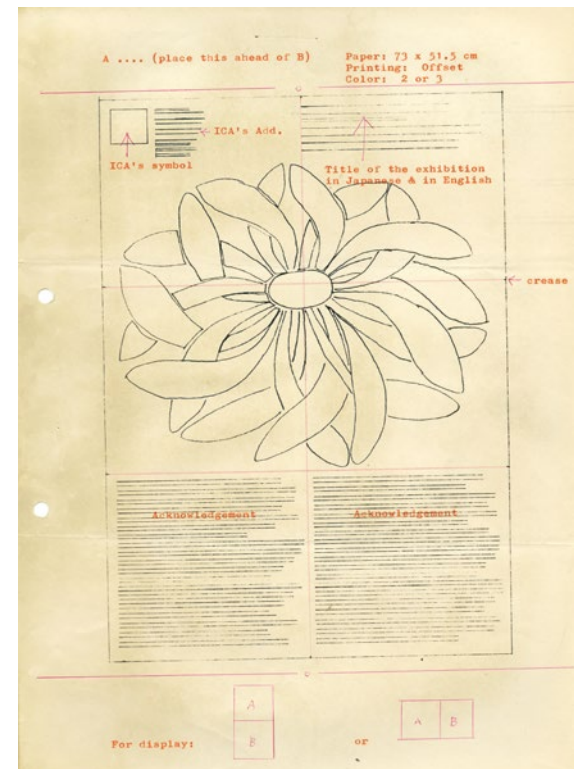 A .... (place this ahead of B)
Paper: 73 x 51.5 cm
Printing: Offset
Color: 2 or 3
ICA's Add.
ICA's symbol
Title of the exhibition
in Japanese & in English
crease
Acknowledgement
Acknowledgement
A
B
A B
For display:
or